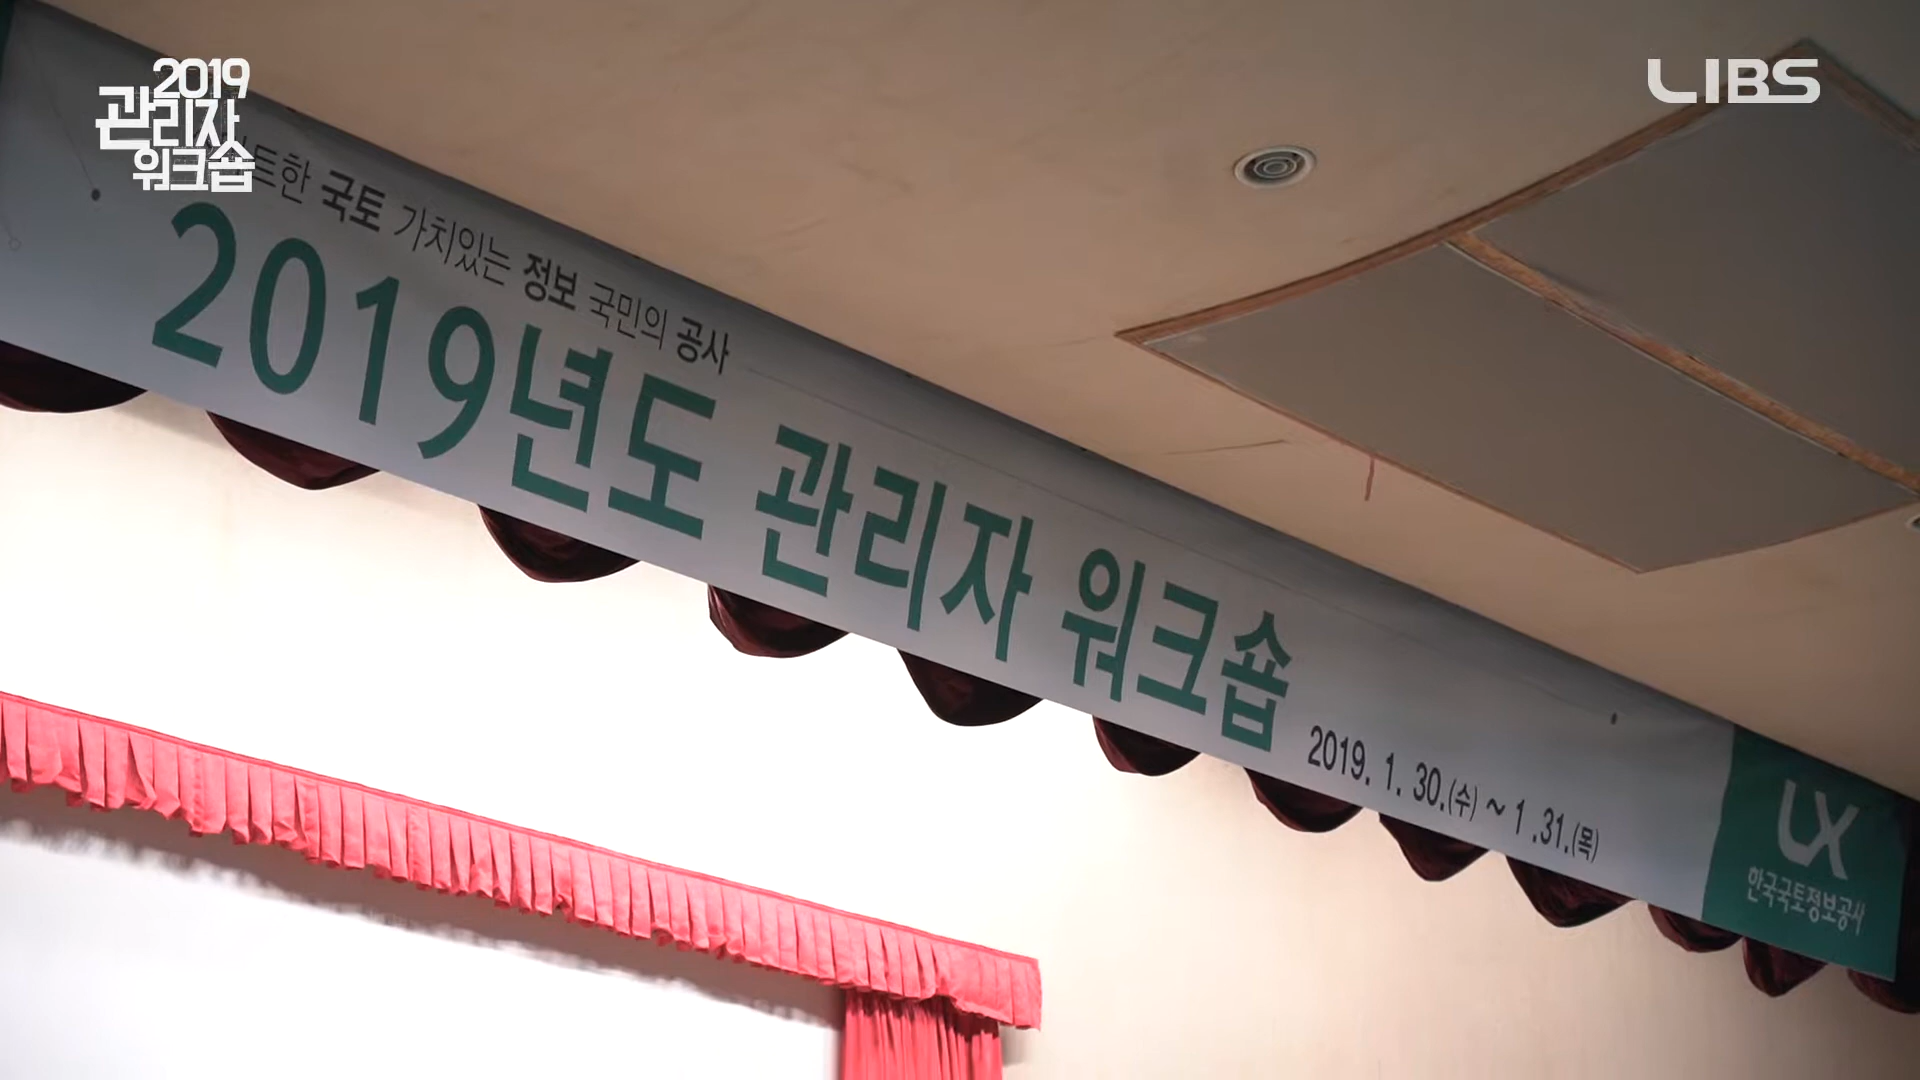 2019
관리자
워크숍
LIBS
국토 가치있는 정보 국민의 공사
2019년도 관리자 워크숍
2019. 1. 30.(수) ~ 1 .31.(목)
LX
한국국토정보공사